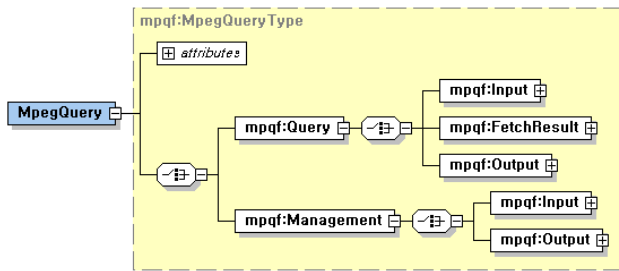 mpqf:MpegQueryType
attributes
mpqf:Input
MpegQuery
mpqf:Query
mpqf:FetchResult
mpqf:Output
mpqf:Input
mpqf:Management
mpqf:Output